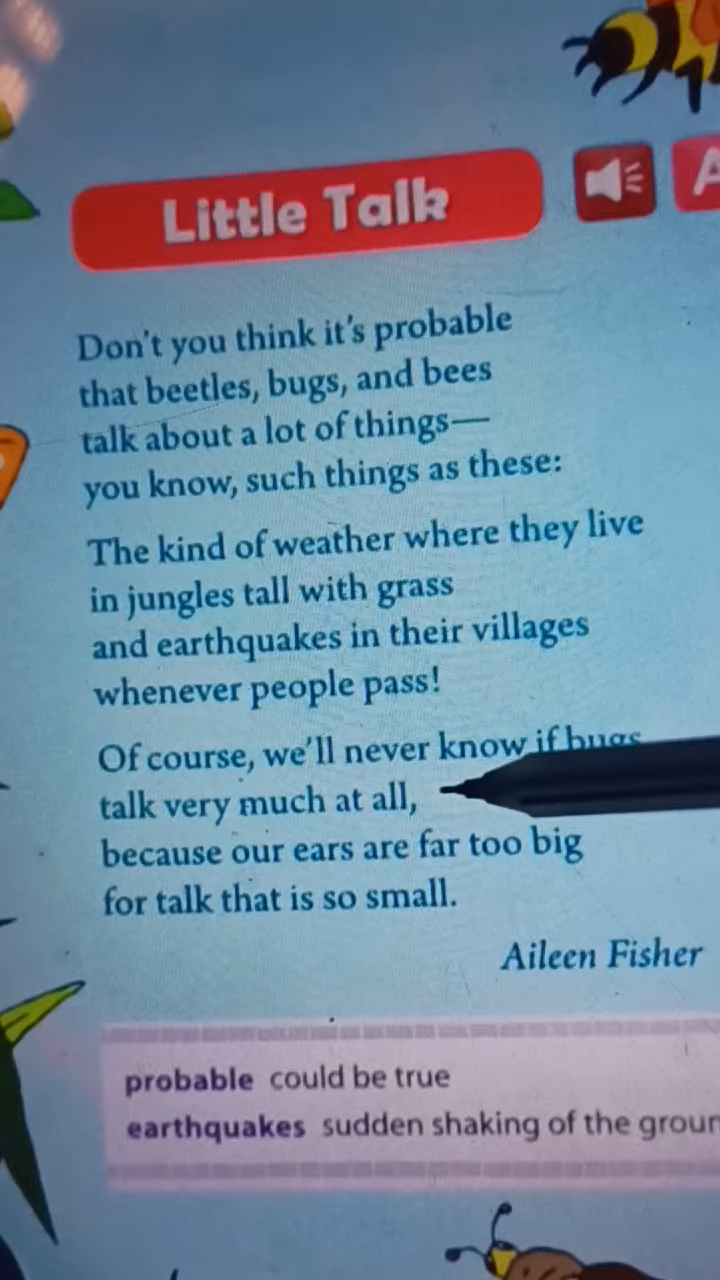 Little Talk
Don't you think it's probable
that beetles, bugs, and bees
talk about a lot of things—
you know, such things as these:
The kind of weather where they live
in jungles tall with grass
and earthquakes in their villages
whenever people pass!
Of course, we'll never know if bugs
talk very much at all,
because our ears are far too big
for talk that is so small.
Aileen Fisher
probable could be true
earthquakes sudden shaking of the